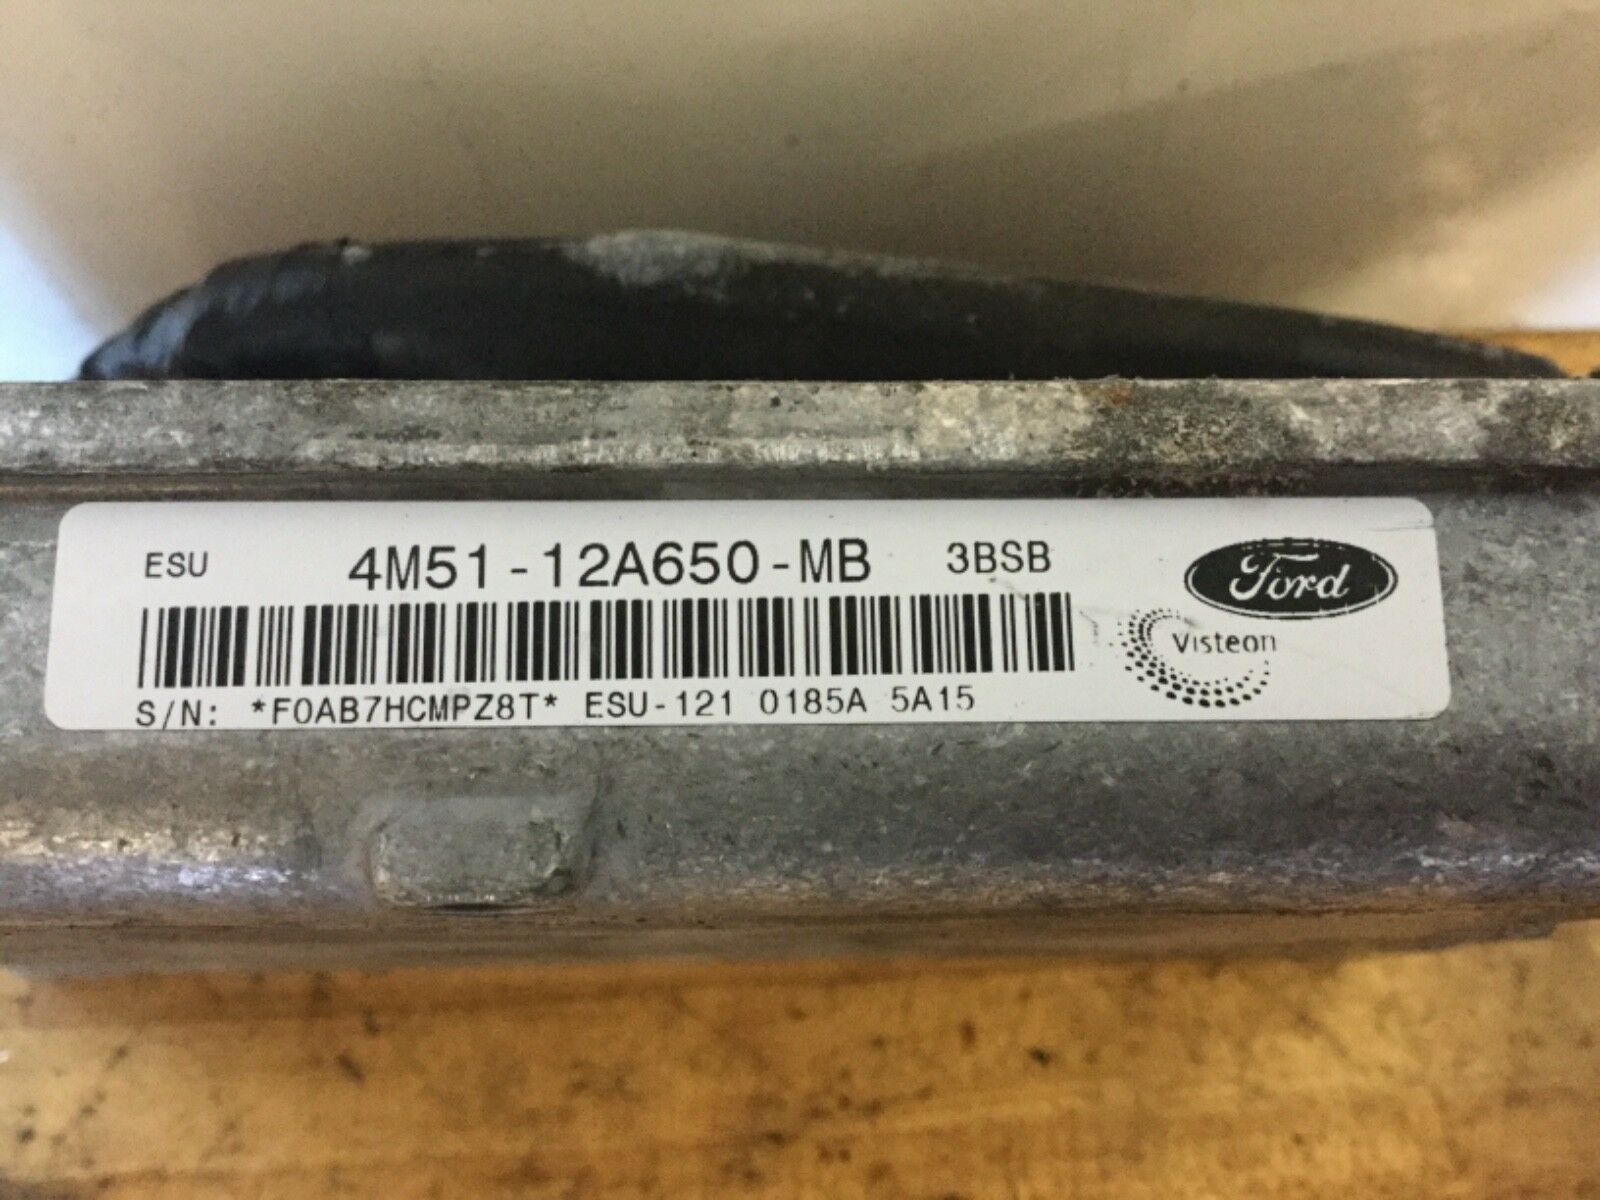 ESU 4M51-12A650-MB 3BSB
Ford
Visteon
S/N: *F0AB7HCMPZ8T* ESU-121 0185A 5A15